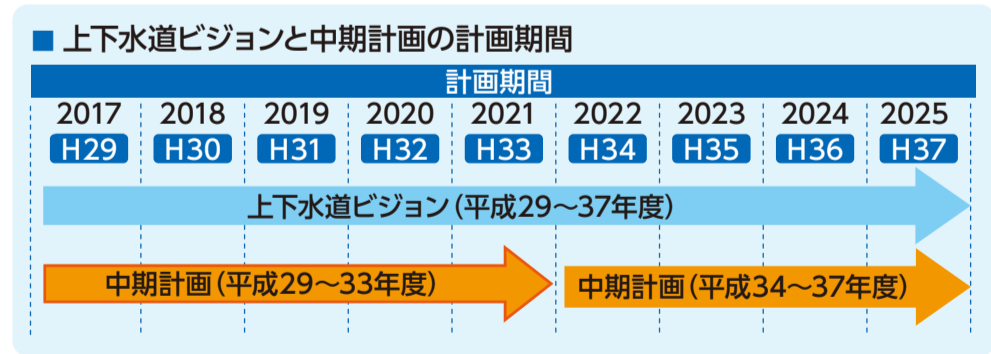 ■ 上下水道ビジョンと中期計画の計画期間
計画期間
2017 2018 2019 2020 2021 2022 2023 2024 2025
H29 H30 H31 H32 H33 H34 H35 H36 H37
上下水道ビジョン(平成29～37年度)
中期計画(平成29～33年度) 中期計画(平成34～37年度)